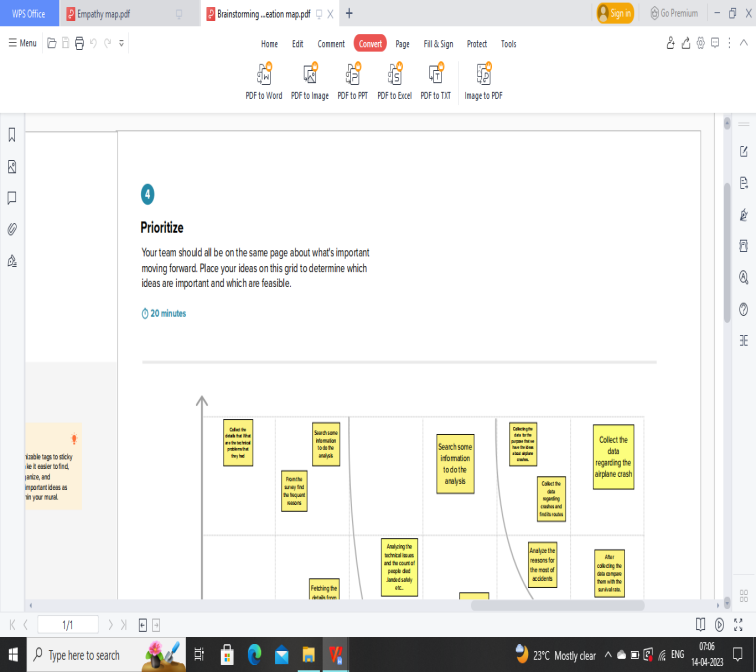 WPS Office
Empathy map.pdf
Brainstorming ...eation map.pdf
Sign in
Go Premium
Menu
Home
Edit
Comment
Convert
Page
Fill & Sign
Protect
Tools
PDF to Word
PDF to Image
PDF to PPT
PDF to Excel
PDF to TXT
Image to PDF
4
Prioritize
Your team should all be on the same page about what's important
moving forward. Place your ideas on this grid to determine which
ideas are important and which are feasible.
20 minutes
nizable tags to sticky
ke it easier to find,
anize, and
mportant ideas as
hin your mural.
Collect the
details that What
are the technical
problems that
they feel
Search some
information
to do the
analysis
From the
survey find
the frequent
reasons
Search some
information
to do the
analysis
Collecting the
data for the
purpose that we
have the ideas
about airplane
crashes.
Collect the
data
regarding the
airplane crash
Collect the
data
regarding
crashes and
find its routes
Analyzing the
technical issues
and the count of
people died
,landed safely
etc..
Analyze the
reasons for
the most of
accidents
After
collecting the
data compare
them with the
survival rate.
Fetching the
details from
1/1
Type here to search
23°C Mostly clear
ENG
07:06
14-04-2023